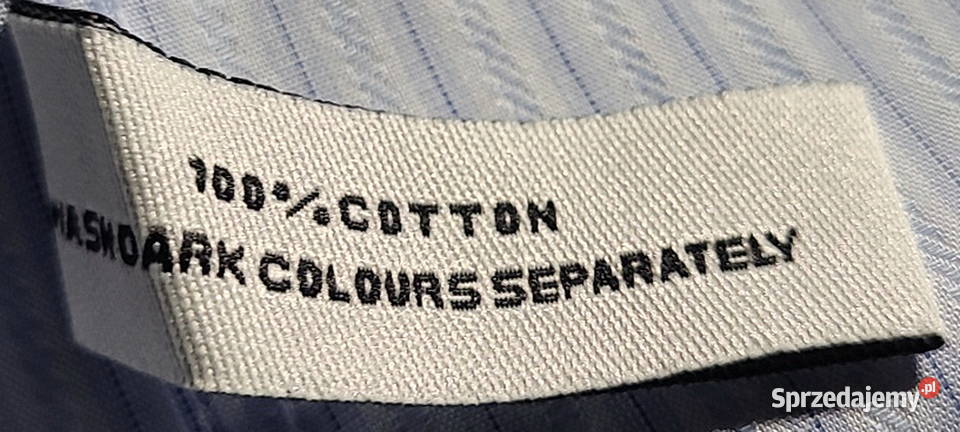 100% COTTON
WASH DARK COLOURS SEPARATELY
Sprzedajemy.pl